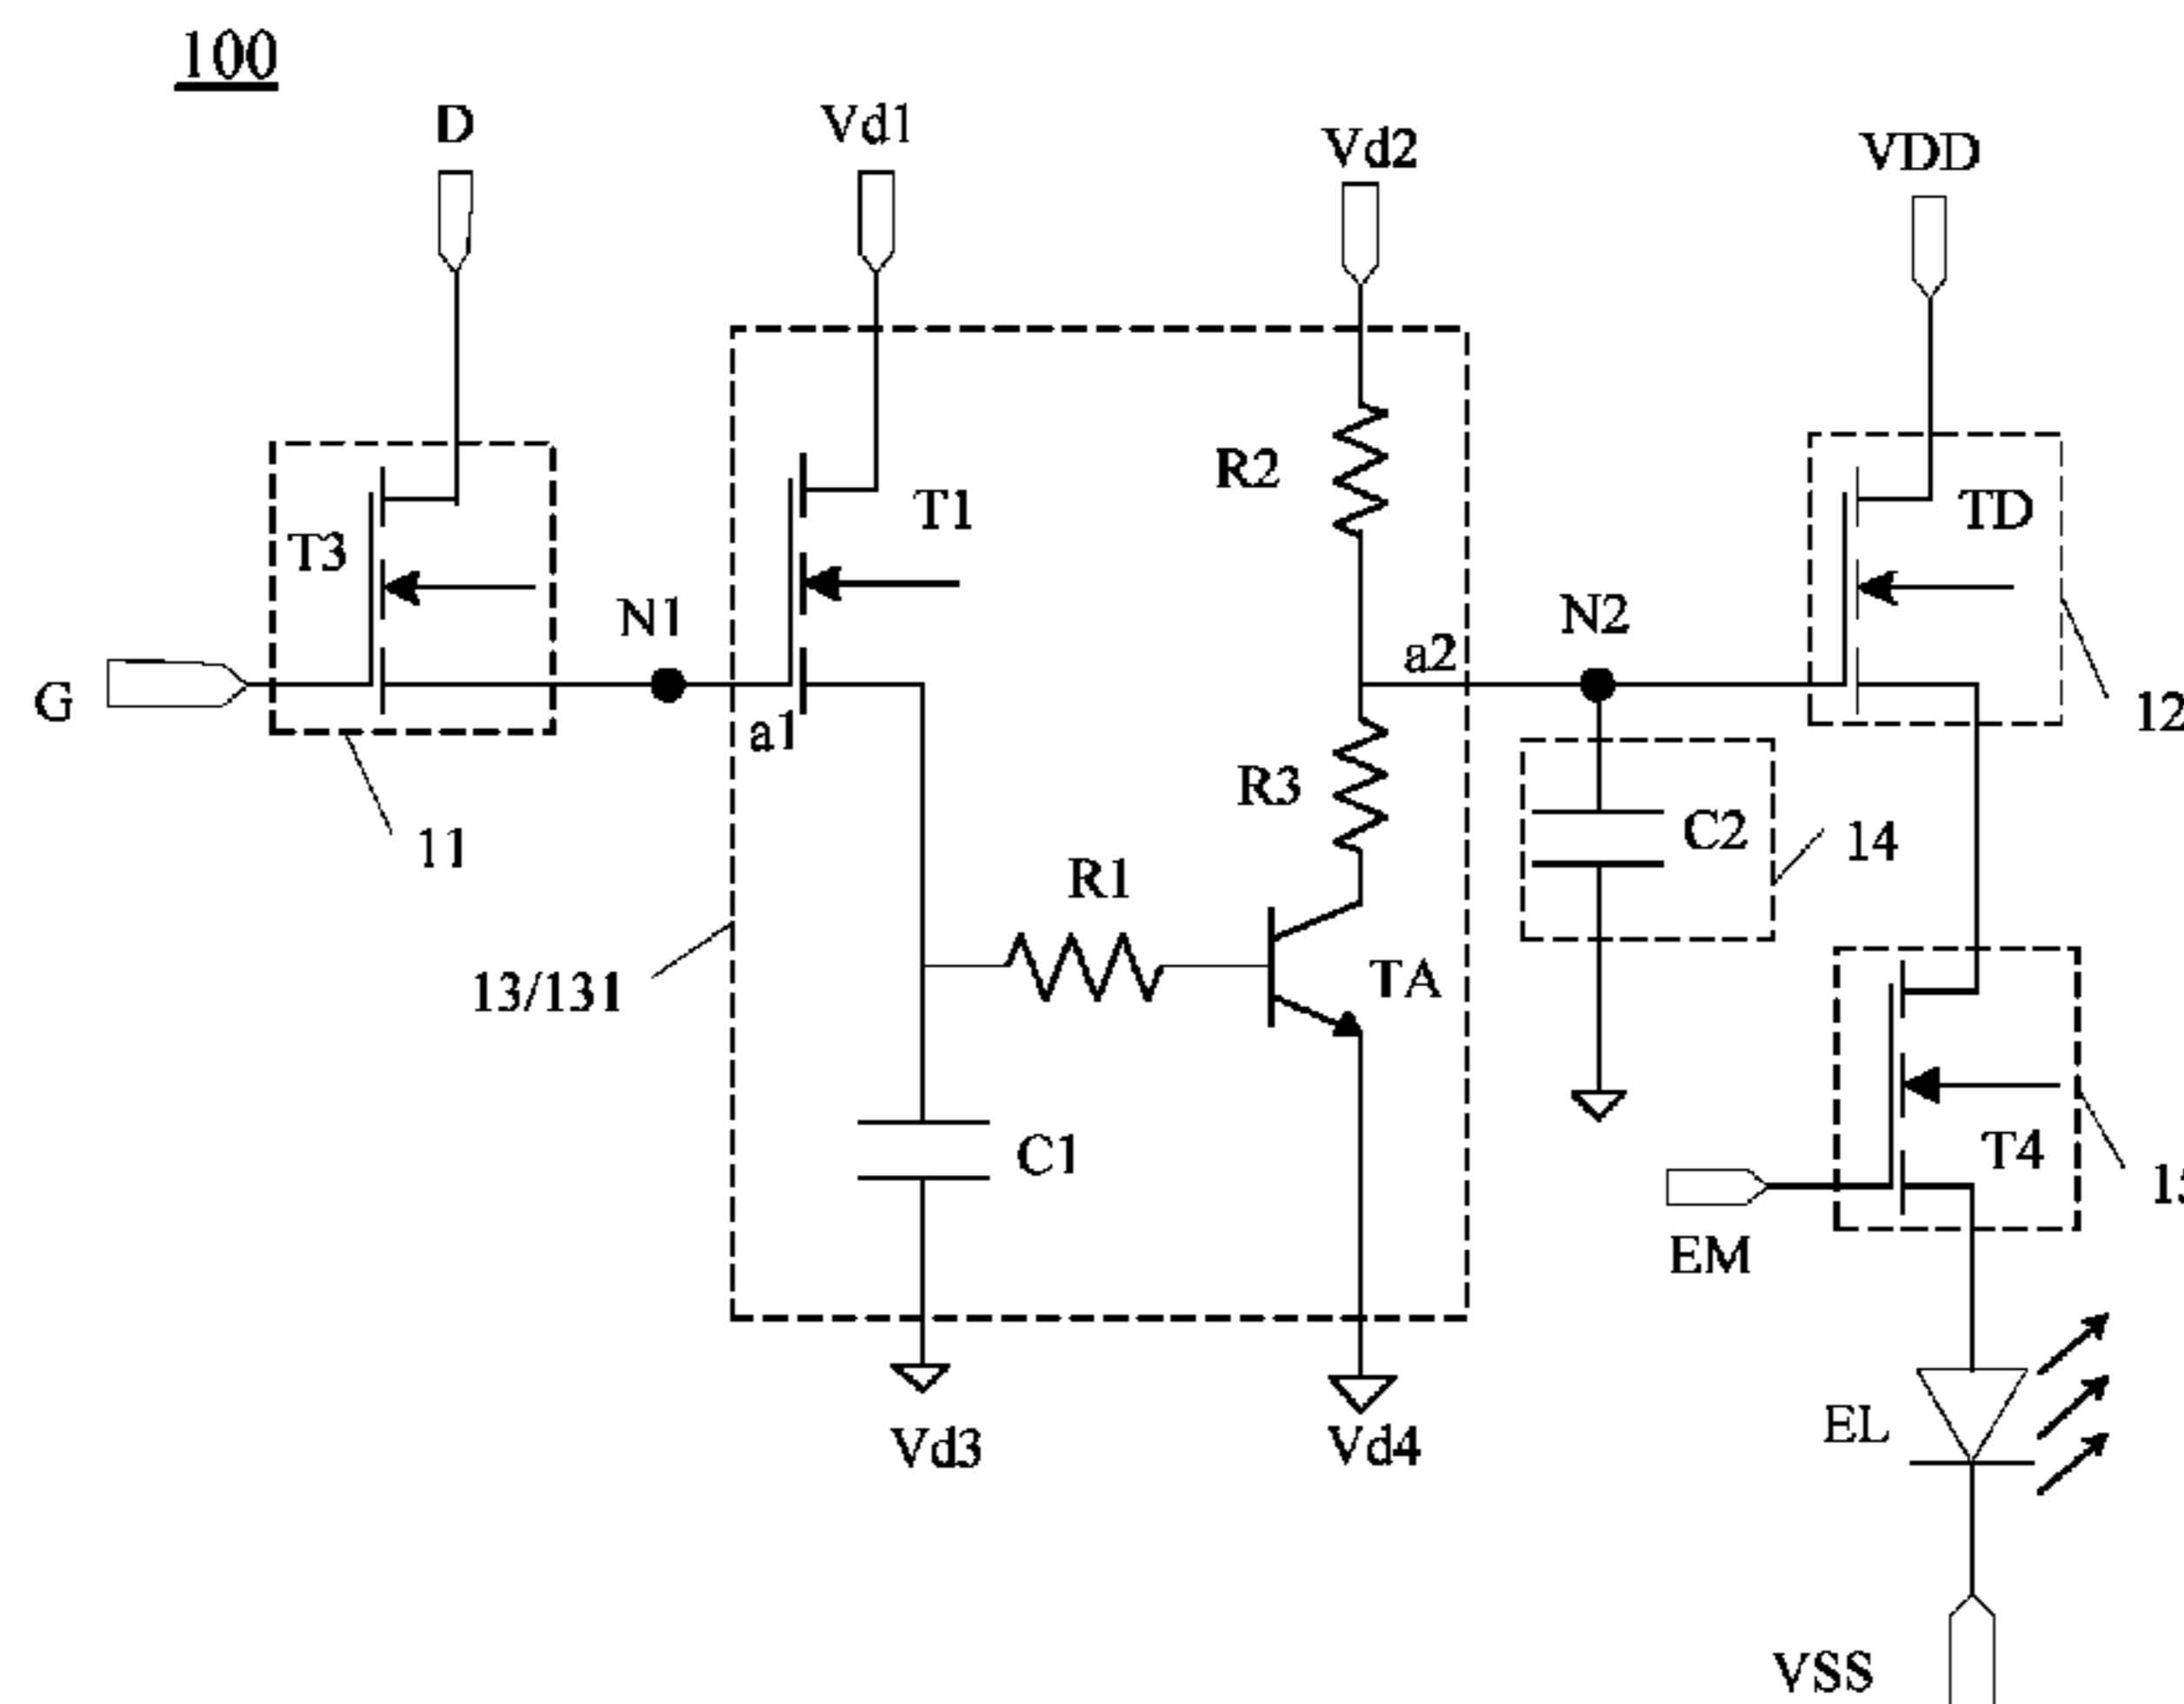 100
D
Vd1
Vd2
VDD
T3
T1
R2
TD
N1
N2
a2
G
a1
12
11
R3
C2
14
R1
13/131
TA
C1
T4
EM
Vd3
Vd4
EL
VSS